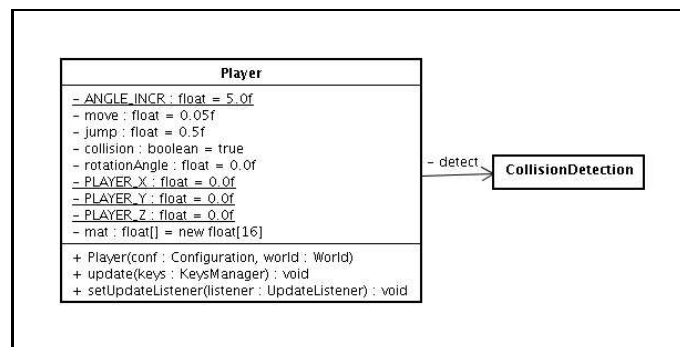 Player
- ANGLE_INCR : float = 5.0f
- move : float = 0.05f
- jump : float = 0.5f
- collision : boolean = true
- rotationAngle : float = 0.0f
- PLAYER_X : float = 0.0f
- PLAYER_Y : float = 0.0f
- PLAYER_Z : float = 0.0f
- mat : float[] = new float[16]
+ Player(conf : Configuration, world : World)
+ update(keys : KeysManager) : void
+ setUpdateListener(listener : UpdateListener) : void
- detect
CollisionDetection